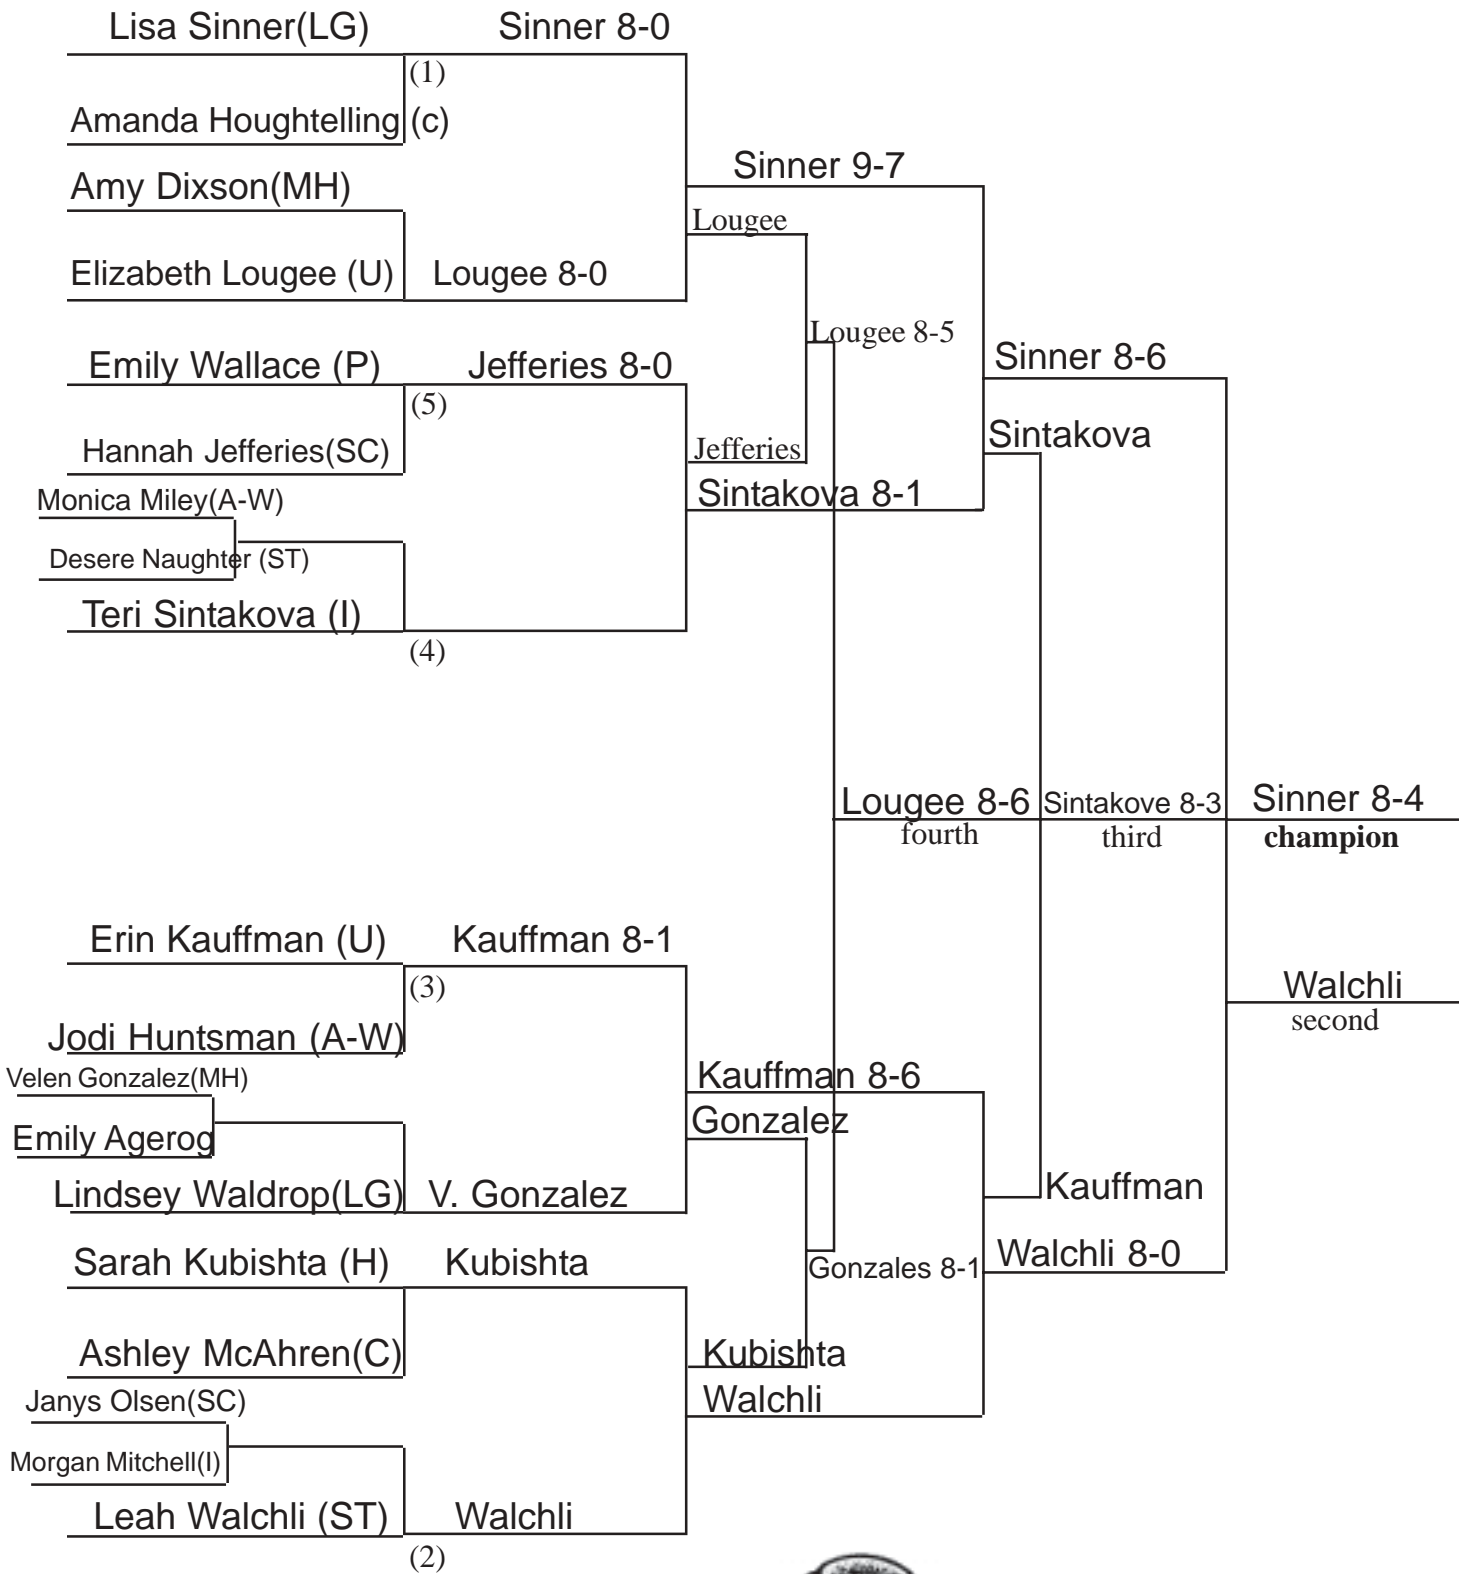 Lisa Sinner(LG)
Sinner 8-0
(1)
Amanda Houghtelling (c)
Amy Dixson(MH)
Sinner 9-7
Lougee
Elizabeth Lougee (U)
Lougee 8-0
Lougee 8-5
Emily Wallace (P)
Jefferies 8-0
Sinner 8-6
(5)
Hannah Jefferies(SC)
Jefferies
Sintakova
Monica Miley(A-W)
Sintakova 8-1
Desere Naughter (ST)
Teri Sintakova (I)
(4)
Lougee 8-6
fourth
Sintakove 8-3
third
Sinner 8-4
champion
Erin Kauffman (U)
Kauffman 8-1
(3)
Walchli
second
Jodi Huntsman (A-W)
Velen Gonzalez(MH)
Kauffman 8-6
Gonzalez
Emily Agerog
Lindsey Waldrop(LG)
V. Gonzalez
Kauffman
Sarah Kubishta (H)
Kubishta
Gonzales 8-1
Walchli 8-0
Ashley McAhren(C)
Kubishta
Janys Olsen(SC)
Walchli
Morgan Mitchell(I)
Leah Walchli (ST)
Walchli
(2)